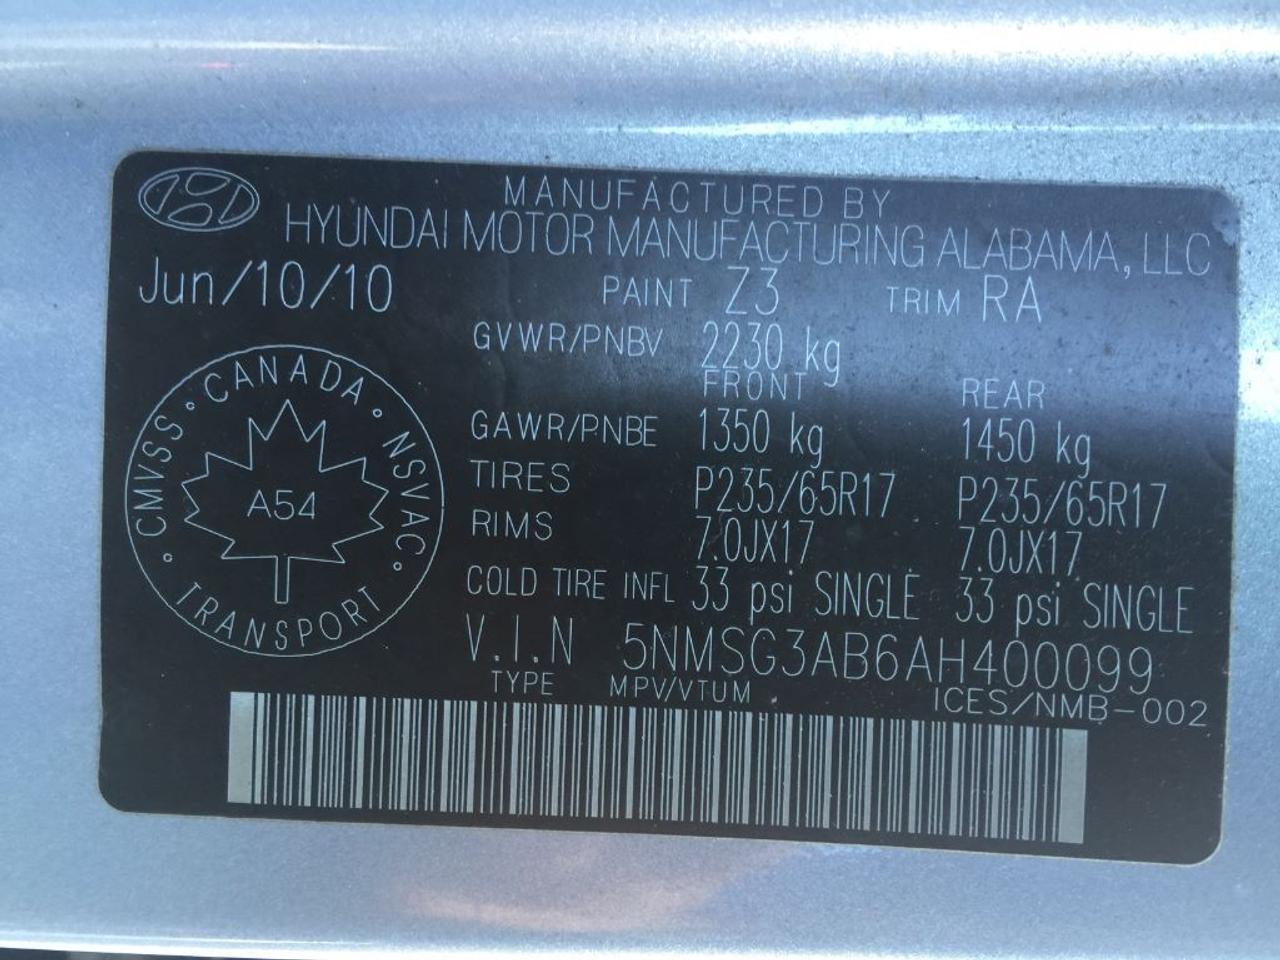 MANUFACTURED BY
HYUNDAI MOTOR MANUFACTURING ALABAMA, LLC
Jun/10/10 PAINT Z3 TRIM RA
GVWR/PNBV 2230 kg
FRONT REAR
GAWR/PNBE 1350 kg 1450 kg
TIRES P235/65R17 P235/65R17
RIMS 7.0JX17 7.0JX17
COLD TIRE INFL 33 psi SINGLE 33 psi SINGLE
V.I.N 5NMSG3AB6AH400099
TYPE MPV/VTUM ICES/NMB-002
CMVSS · CANADA · NSVAC · TRANSPORT ·
A54